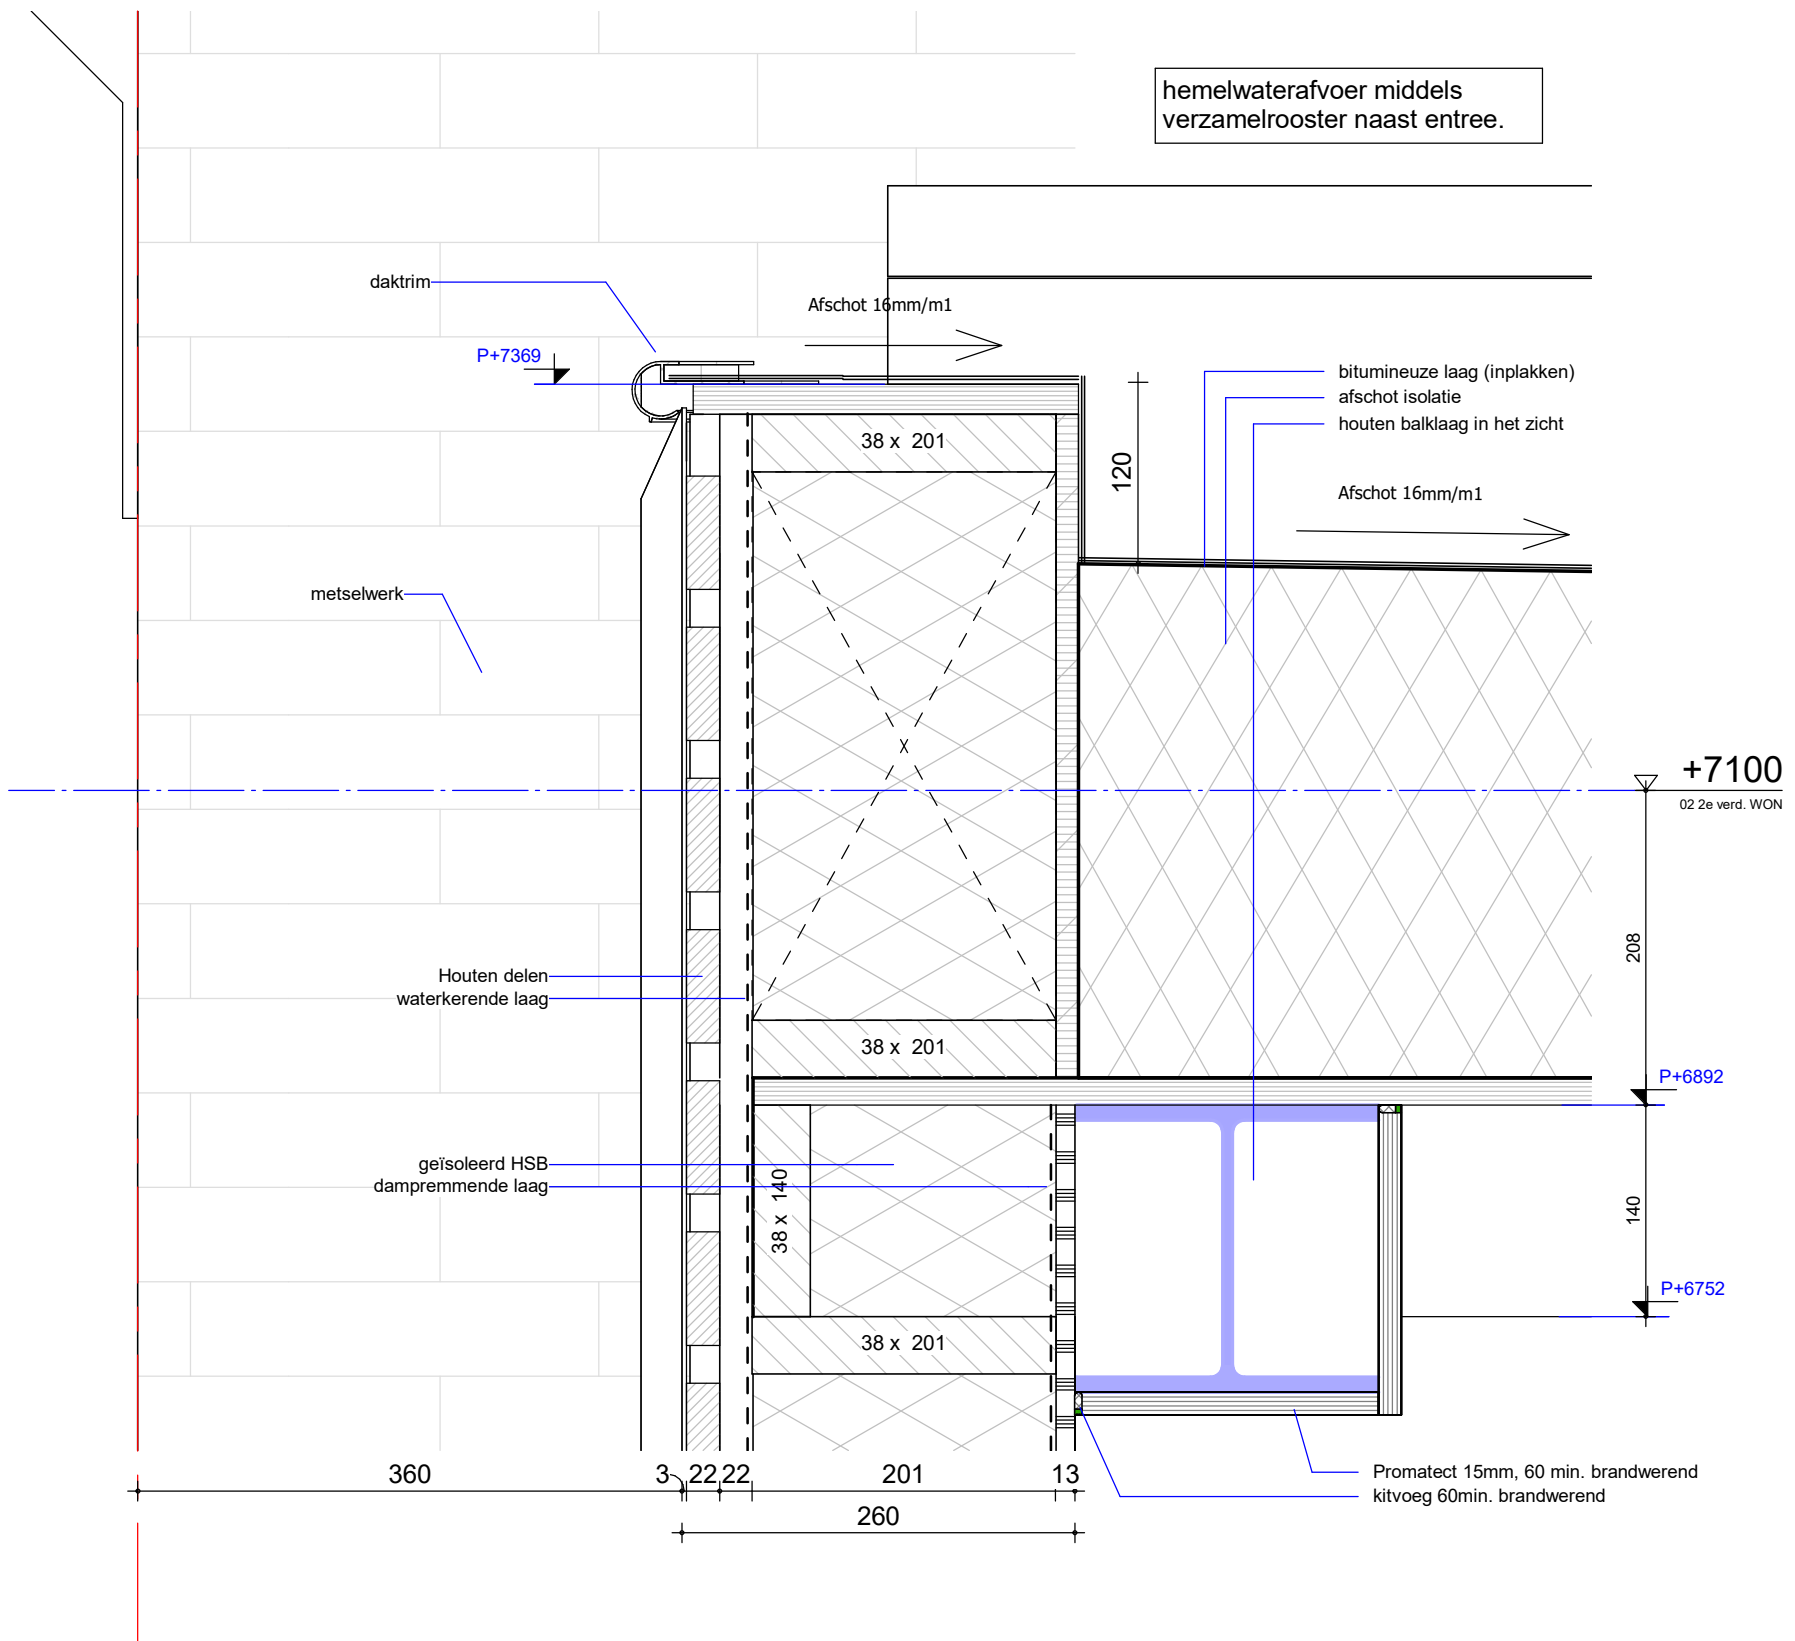 hemelwaterafvoer middels
verzamelrooster naast entree.
daktrim
Afschot 16mm/m1
P+7369
bitumineuze laag (inplakken)
afschot isolatie
houten balklaag in het zicht
38 x 201
120
Afschot 16mm/m1
metselwerk
+7100
02 2e verd. WON
208
Houten delen
waterkerende laag
38 x 201
P+6892
geïsoleerd HSB
dampremmende laag
38 x 140
140
P+6752
38 x 201
360
3
22
22
201
13
260
Promatect 15mm, 60 min. brandwerend
kitvoeg 60min. brandwerend